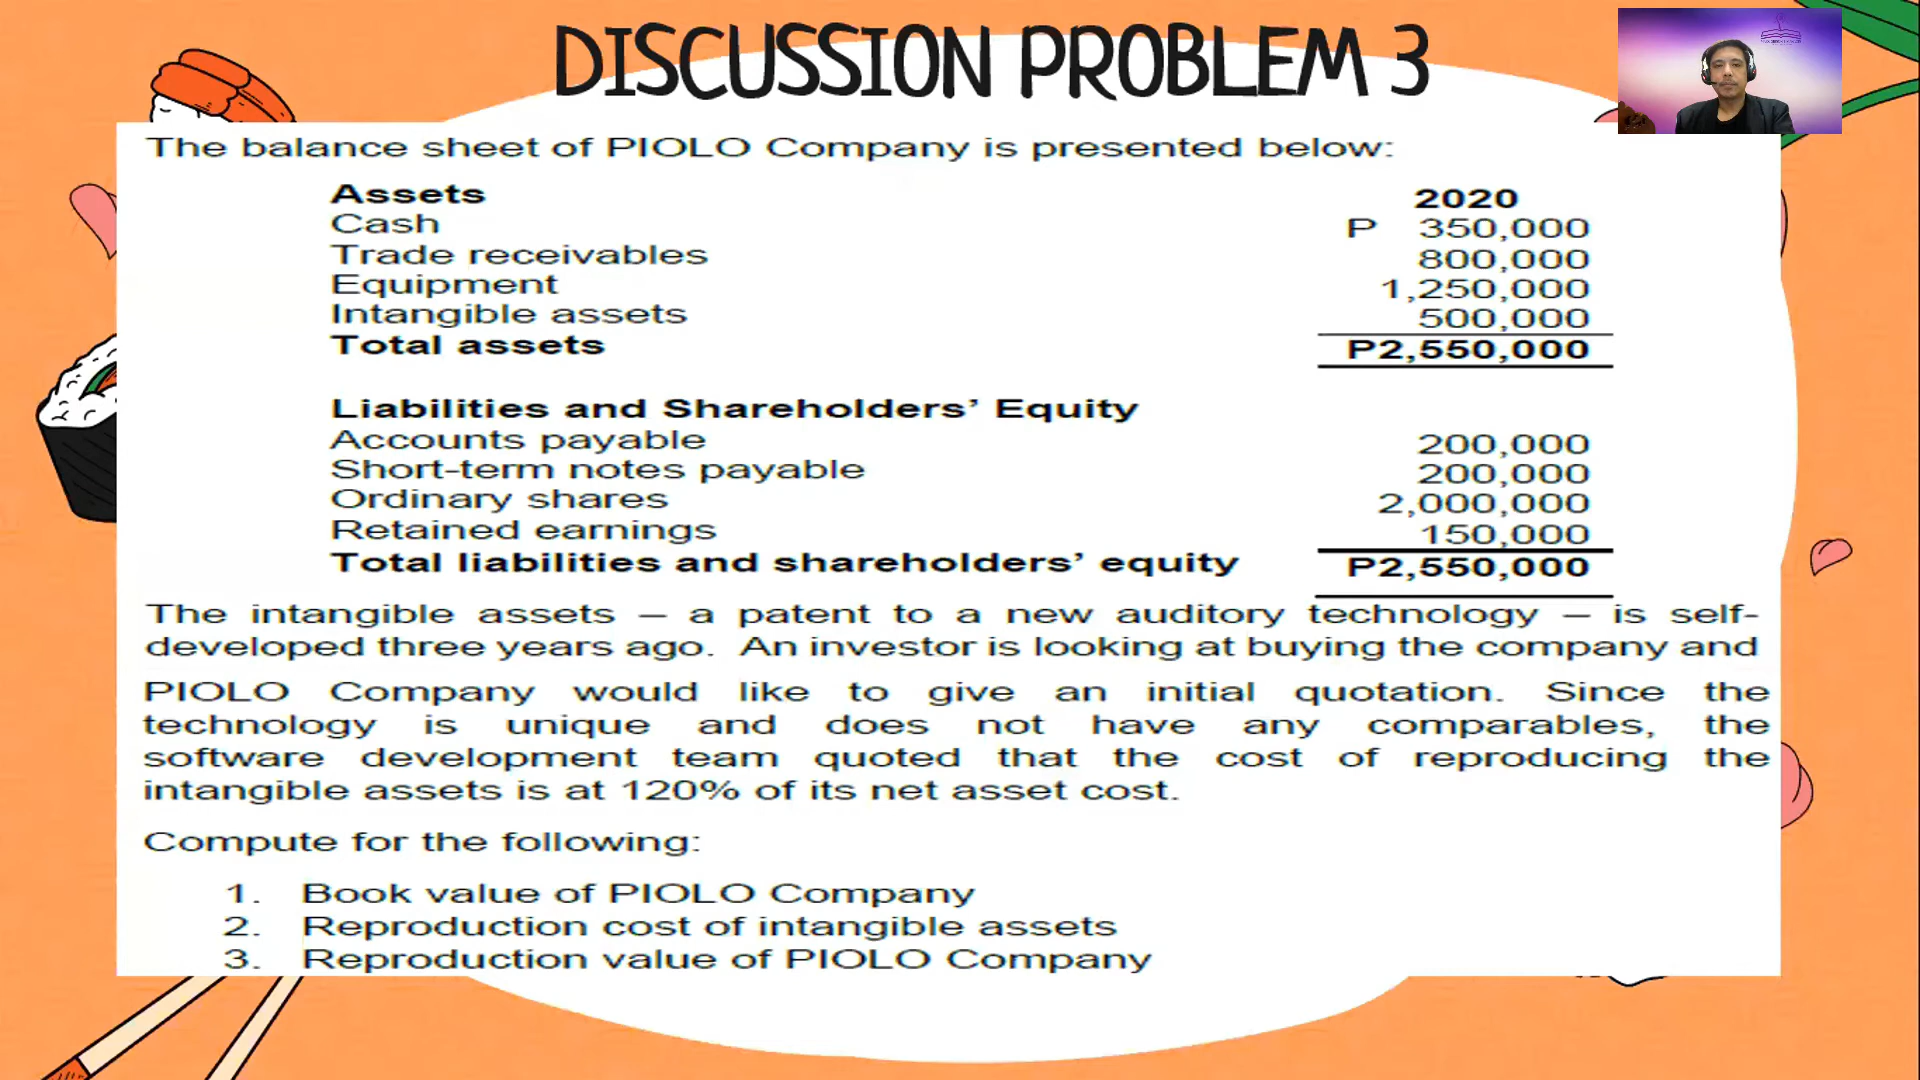 DISCUSSION PROBLEM 3
The balance sheet of PIOLO Company is presented below:
Assets 2020
Cash P 350,000
Trade receivables 800,000
Equipment 1,250,000
Intangible assets 500,000
Total assets P2,550,000
Liabilities and Shareholders’ Equity
Accounts payable 200,000
Short-term notes payable 200,000
Ordinary shares 2,000,000
Retained earnings 150,000
Total liabilities and shareholders’ equity P2,550,000
The intangible assets – a patent to a new auditory technology – is self-
developed three years ago. An investor is looking at buying the company and
PIOLO Company would like to give an initial quotation. Since the
technology is unique and does not have any comparables, the
software development team quoted that the cost of reproducing the
intangible assets is at 120% of its net asset cost.
Compute for the following:
1. Book value of PIOLO Company
2. Reproduction cost of intangible assets
3. Reproduction value of PIOLO Company